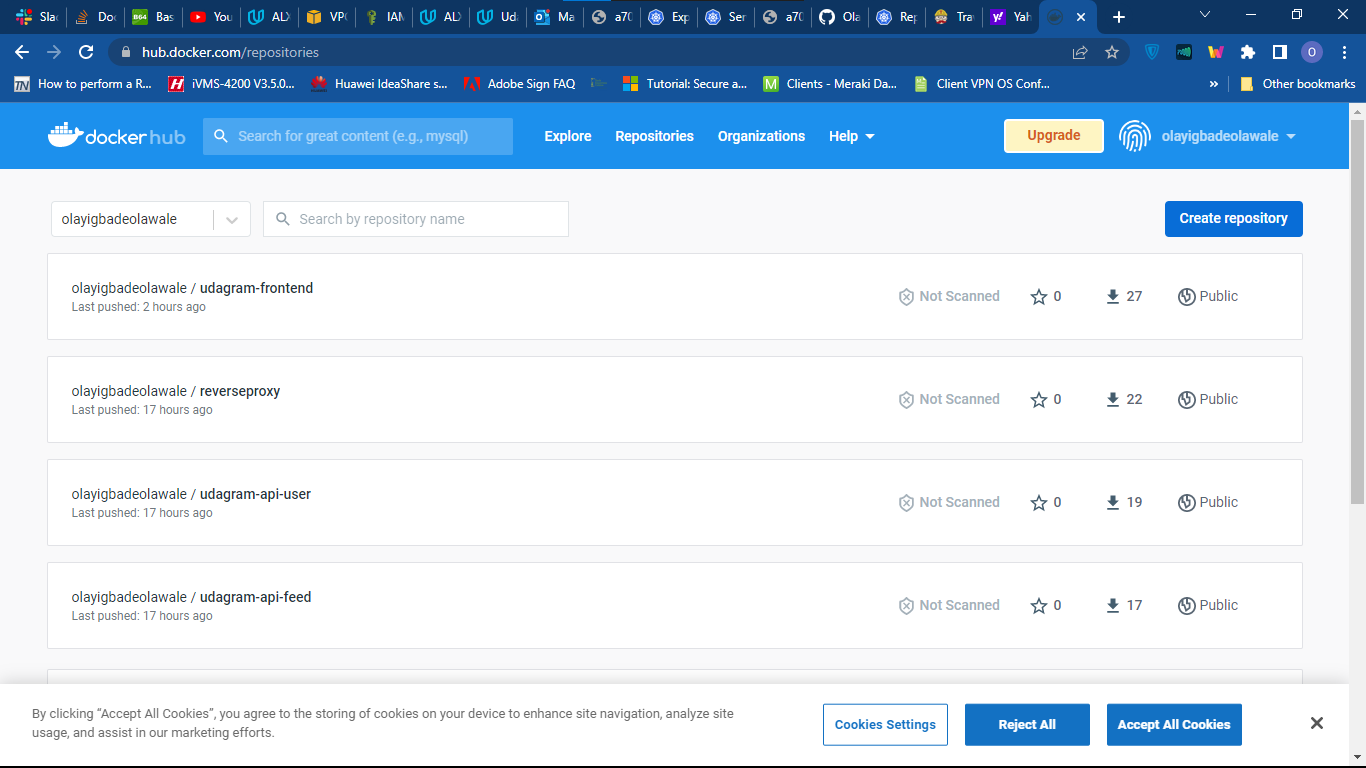 Slac
Doc
B64 Bas
You
ALX
VPC
IAM
ALX
Uda
Ma
a70
Exp
Ser
a70
Ola
Rep
Tra
Yah
hub.docker.com/repositories
O
TN How to perform a R...
H iVMS-4200 V3.5.0...
Huawei IdeaShare s...
Adobe Sign FAQ
Tutorial: Secure a...
M Clients - Meraki Da...
Client VPN OS Conf...
»
Other bookmarks
docker hub
Search for great content (e.g., mysql)
Explore
Repositories
Organizations
Help
Upgrade
olayigbadeolawale
olayigbadeolawale
Search by repository name
Create repository
olayigbadeolawale / udagram-frontend
Last pushed: 2 hours ago
Not Scanned
0
27
Public
olayigbadeolawale / reverseproxy
Last pushed: 17 hours ago
Not Scanned
0
22
Public
olayigbadeolawale / udagram-api-user
Last pushed: 17 hours ago
Not Scanned
0
19
Public
olayigbadeolawale / udagram-api-feed
Last pushed: 17 hours ago
Not Scanned
0
17
Public
By clicking “Accept All Cookies”, you agree to the storing of cookies on your device to enhance site navigation, analyze site
usage, and assist in our marketing efforts.
Cookies Settings
Reject All
Accept All Cookies